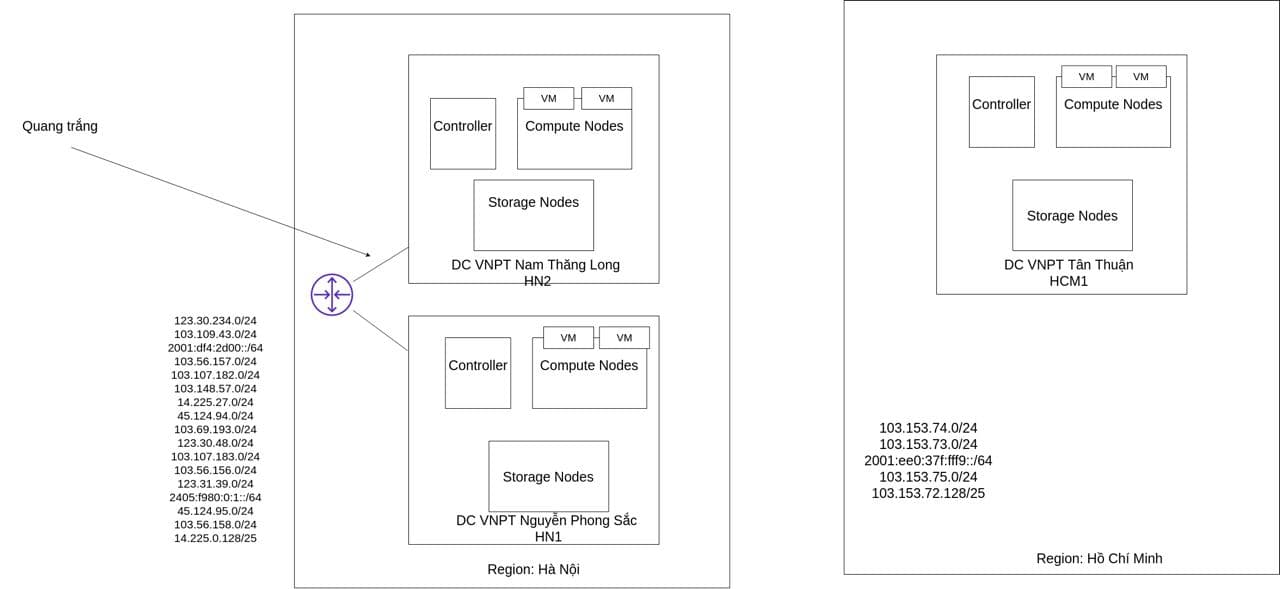 Quang trắng
VM
VM
Controller
Compute Nodes
Storage Nodes
DC VNPT Nam Thăng Long
HN2
123.30.234.0/24
103.109.43.0/24
2001:df4:2d00::/64
103.56.157.0/24
103.107.182.0/24
103.148.57.0/24
14.225.27.0/24
45.124.94.0/24
103.69.193.0/24
123.30.48.0/24
103.107.183.0/24
103.56.156.0/24
123.31.39.0/24
2405:f980:0:1::/64
45.124.95.0/24
103.56.158.0/24
14.225.0.128/25
VM
VM
Controller
Compute Nodes
Storage Nodes
DC VNPT Nguyễn Phong Sắc
HN1
Region: Hà Nội
VM
VM
Controller
Compute Nodes
Storage Nodes
DC VNPT Tân Thuận
HCM1
103.153.74.0/24
103.153.73.0/24
2001:ee0:37f:fff9::/64
103.153.75.0/24
103.153.72.128/25
Region: Hồ Chí Minh